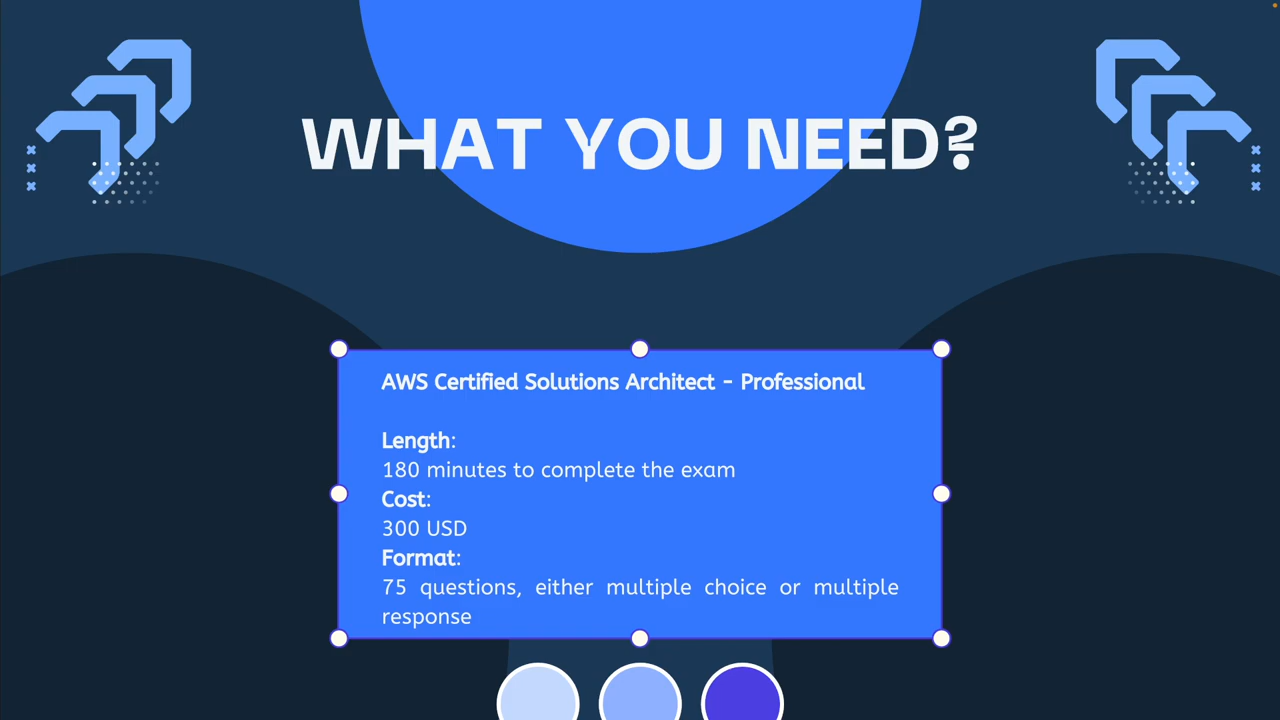 WHAT YOU NEED?
AWS Certified Solutions Architect - Professional
Length:
180 minutes to complete the exam
Cost:
300 USD
Format:
75 questions, either multiple choice or multiple
response